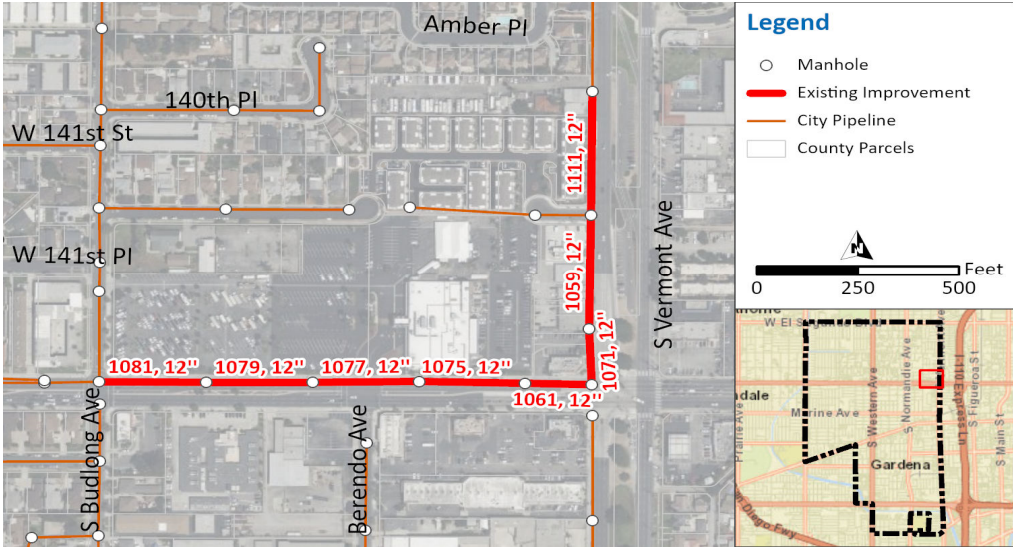 Amber Pl
140th Pl
W 141st St
W 141st Pl
1111, 12"
1059, 12"
1071, 12"
S Vermont Ave
1081, 12"
1079, 12"
1077, 12"
1075, 12"
1061, 12"
S Budlong Ave
Berendo Ave
Legend
Manhole
Existing Improvement
City Pipeline
County Parcels
N
Feet
0 250 500
W El Segundo Blvd
S Western Ave
S Normandie Ave
I-110 Express Ln
S Figueroa St
S Main St
Marine Ave
Prairie Ave
Gardena